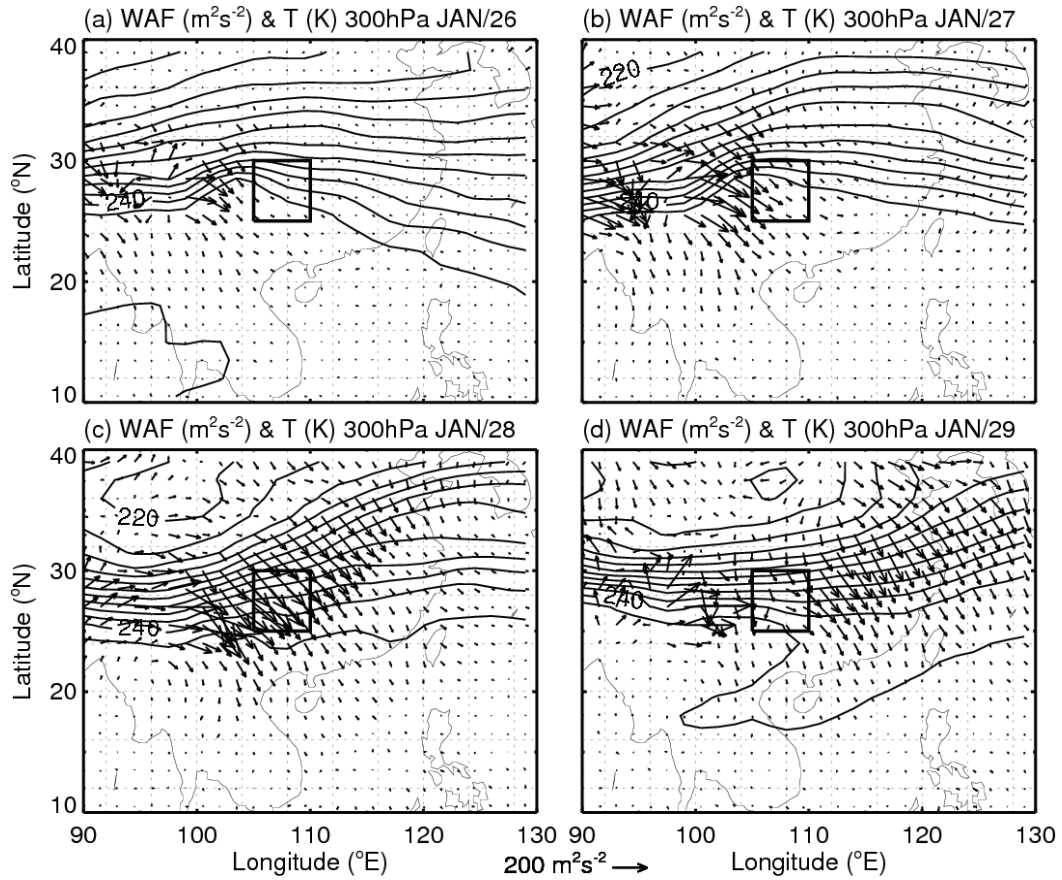 (a) WAF (m²s⁻²) & T (K) 300hPa JAN/26
(b) WAF (m²s⁻²) & T (K) 300hPa JAN/27
40
30
20
10
Latitude (°N)
240
220
(c) WAF (m²s⁻²) & T (K) 300hPa JAN/28
(d) WAF (m²s⁻²) & T (K) 300hPa JAN/29
40
30
20
10
Latitude (°N)
220
240
240
90 100 110 120 130
90 100 110 120 130
Longitude (°E)
200 m²s⁻²
Longitude (°E)